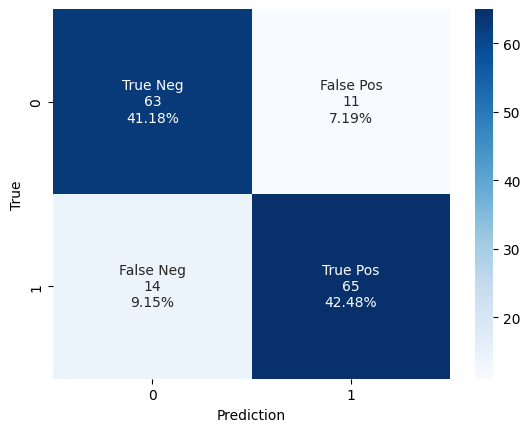 True Neg
63
41.18%
False Pos
11
7.19%
False Neg
14
9.15%
True Pos
65
42.48%
0
1
True
0
1
Prediction
60
50
40
30
20